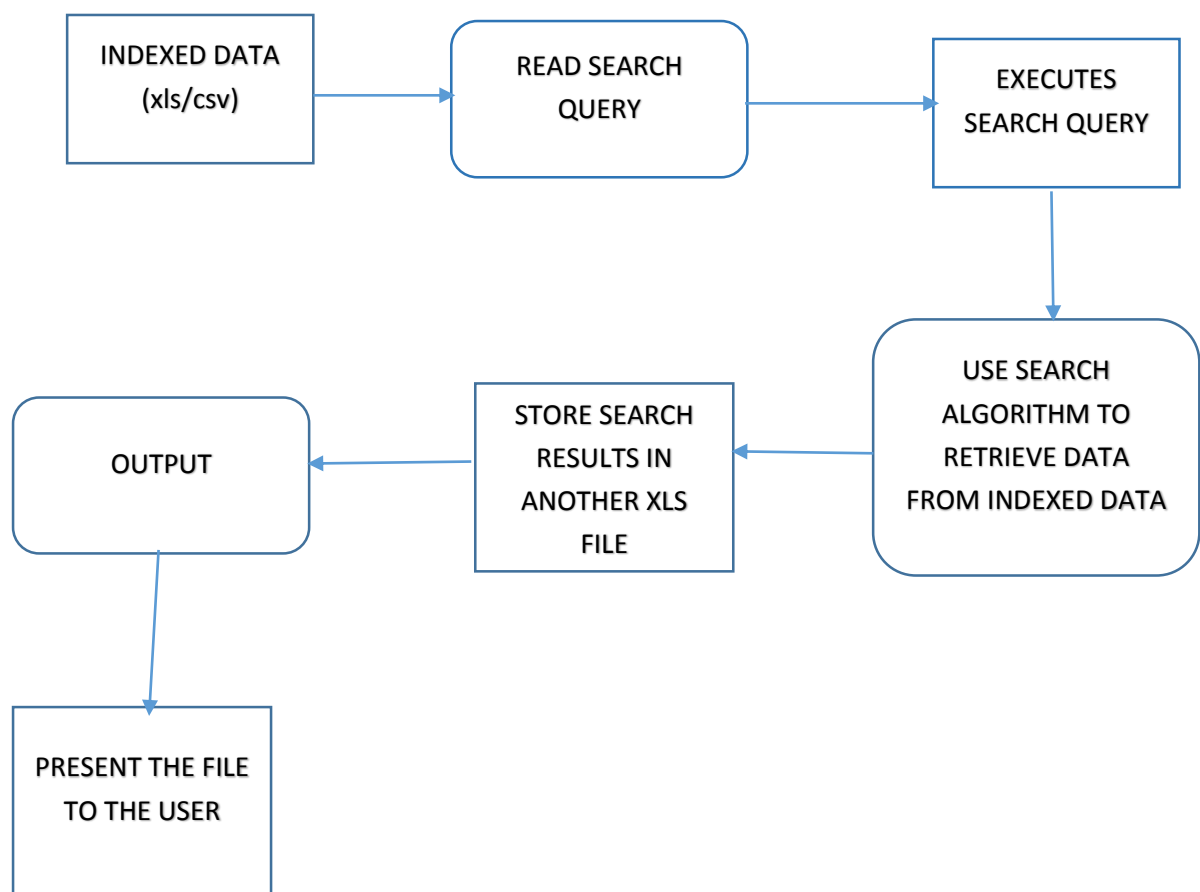 INDEXED DATA
(xls/csv)
READ SEARCH
QUERY
EXECUTES
SEARCH QUERY
USE SEARCH
ALGORITHM TO
RETRIEVE DATA
FROM INDEXED DATA
STORE SEARCH
RESULTS IN
ANOTHER XLS
FILE
OUTPUT
PRESENT THE FILE
TO THE USER